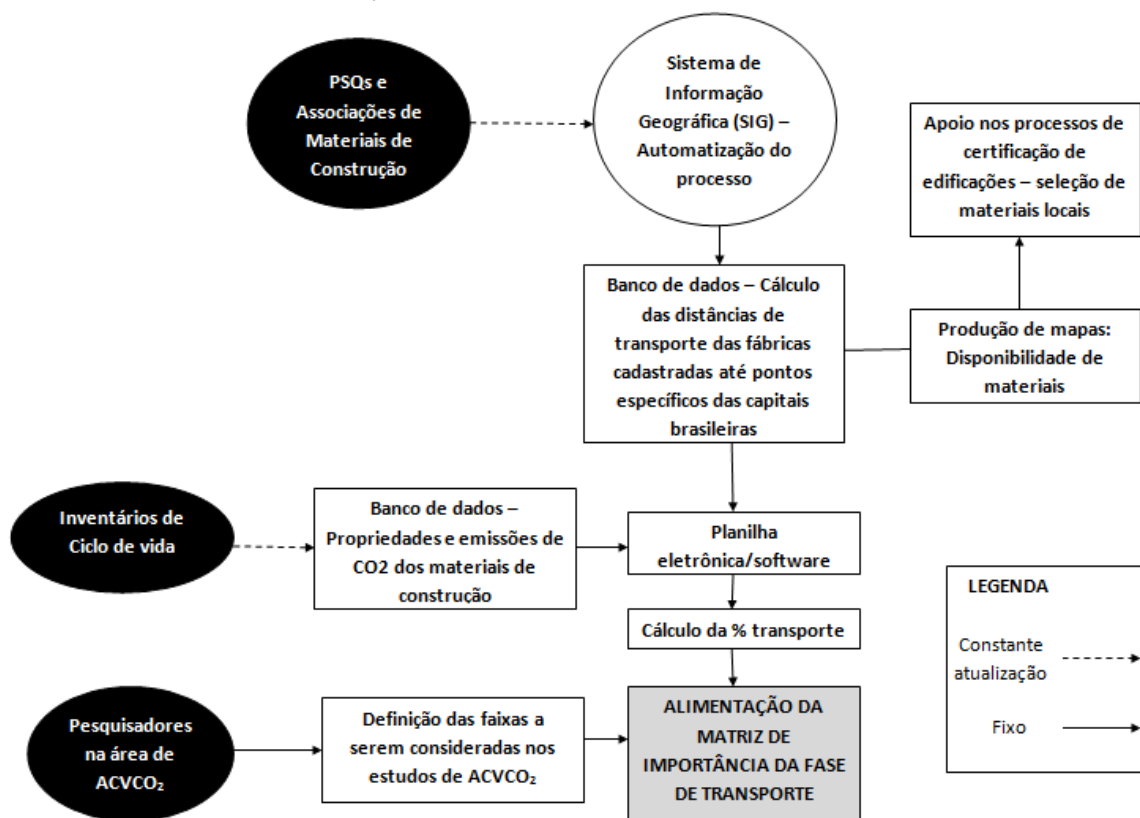 PSQs e
Associações de
Materiais de
Construção
Sistema de
Informação
Geográfica (SIG) –
Automatização do
processo
Apoio nos processos de
certificação de
edificações – seleção de
materiais locais
Banco de dados – Cálculo
das distâncias de
transporte das fábricas
cadastradas até pontos
específicos das capitais
brasileiras
Produção de mapas:
Disponibilidade de
materiais
Inventários de
Ciclo de vida
Banco de dados –
Propriedades e emissões de
CO2 dos materiais de
construção
Planilha
eletrônica/software
Cálculo da % transporte
Pesquisadores
na área de
ACVCO₂
Definição das faixas a
serem consideradas nos
estudos de ACVCO₂
ALIMENTAÇÃO DA
MATRIZ DE
IMPORTÂNCIA DA FASE
DE TRANSPORTE
LEGENDA
Constante
atualização
Fixo